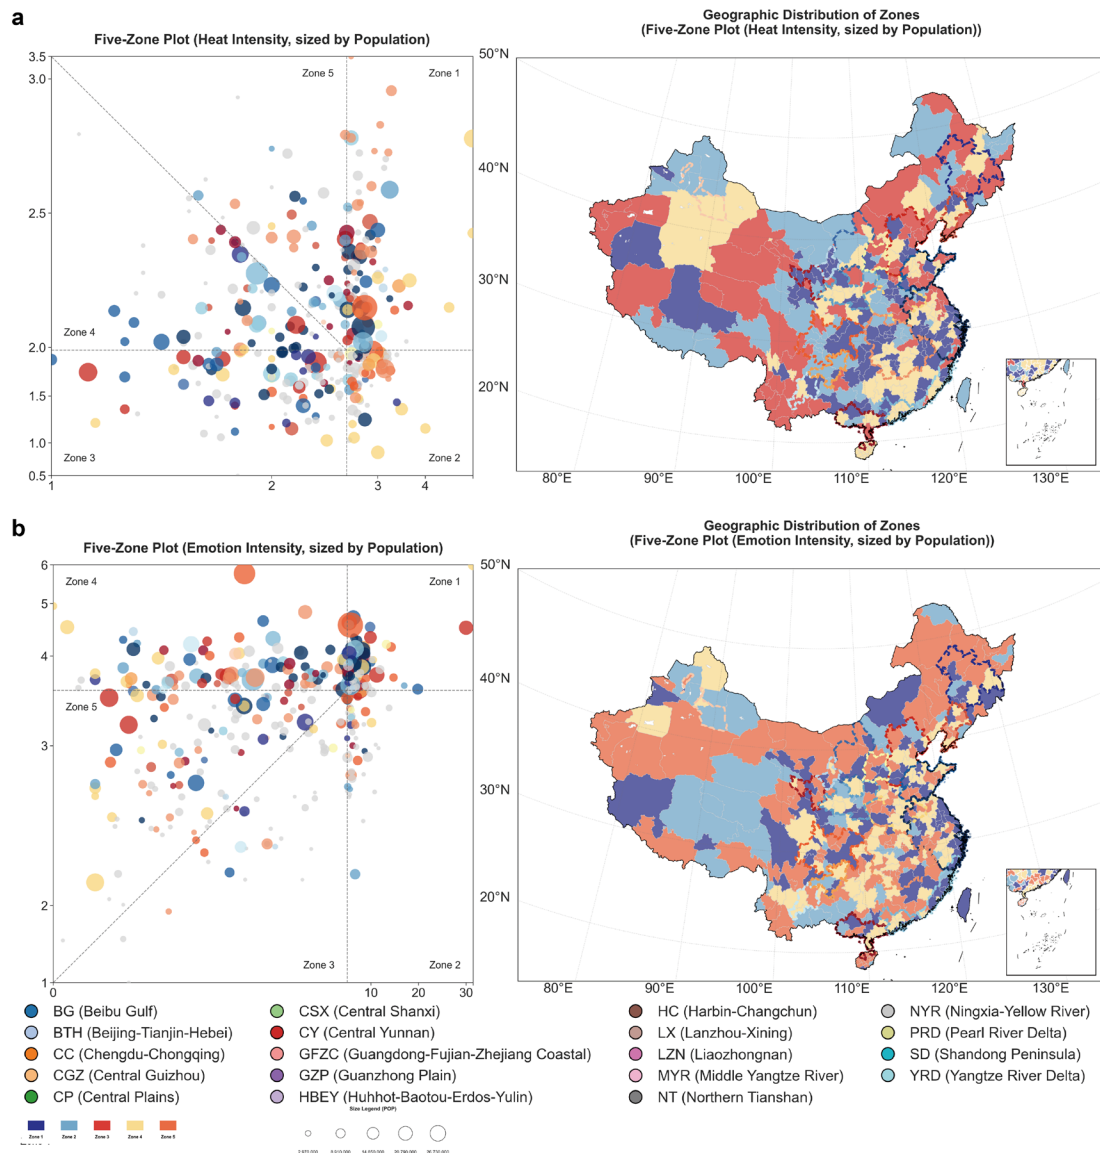 a
Five-Zone Plot (Heat Intensity, sized by Population)
3.5
3.0
2.5
2.0
1.5
1.0
0.5
Zone 5
Zone 1
Zone 4
Zone 3
Zone 2
1
2
3
4
Geographic Distribution of Zones
(Five-Zone Plot (Heat Intensity, sized by Population))
50°N
40°N
30°N
20°N
80°E
90°E
100°E
110°E
120°E
130°E
b
Five-Zone Plot (Emotion Intensity, sized by Population)
6
5
4
3
2
1
Zone 4
Zone 1
Zone 5
Zone 3
Zone 2
0
10
20
30
Geographic Distribution of Zones
(Five-Zone Plot (Emotion Intensity, sized by Population))
50°N
40°N
30°N
20°N
80°E
90°E
100°E
110°E
120°E
130°E
BG (Beibu Gulf)
BTH (Beijing-Tianjin-Hebei)
CC (Chengdu-Chongqing)
CGZ (Central Guizhou)
CP (Central Plains)
CSX (Central Shanxi)
CY (Central Yunnan)
GFZC (Guangdong-Fujian-Zhejiang Coastal)
GZP (Guanzhong Plain)
HBEY (Huhhot-Baotou-Erdos-Yulin)
HC (Harbin-Changchun)
LX (Lanzhou-Xining)
LZN (Liaozhongnan)
MYR (Middle Yangtze River)
NT (Northern Tianshan)
NYR (Ningxia-Yellow River)
PRD (Pearl River Delta)
SD (Shandong Peninsula)
YRD (Yangtze River Delta)
Zone 1
Zone 2
Zone 3
Zone 4
Zone 5
Size Legend (POP)